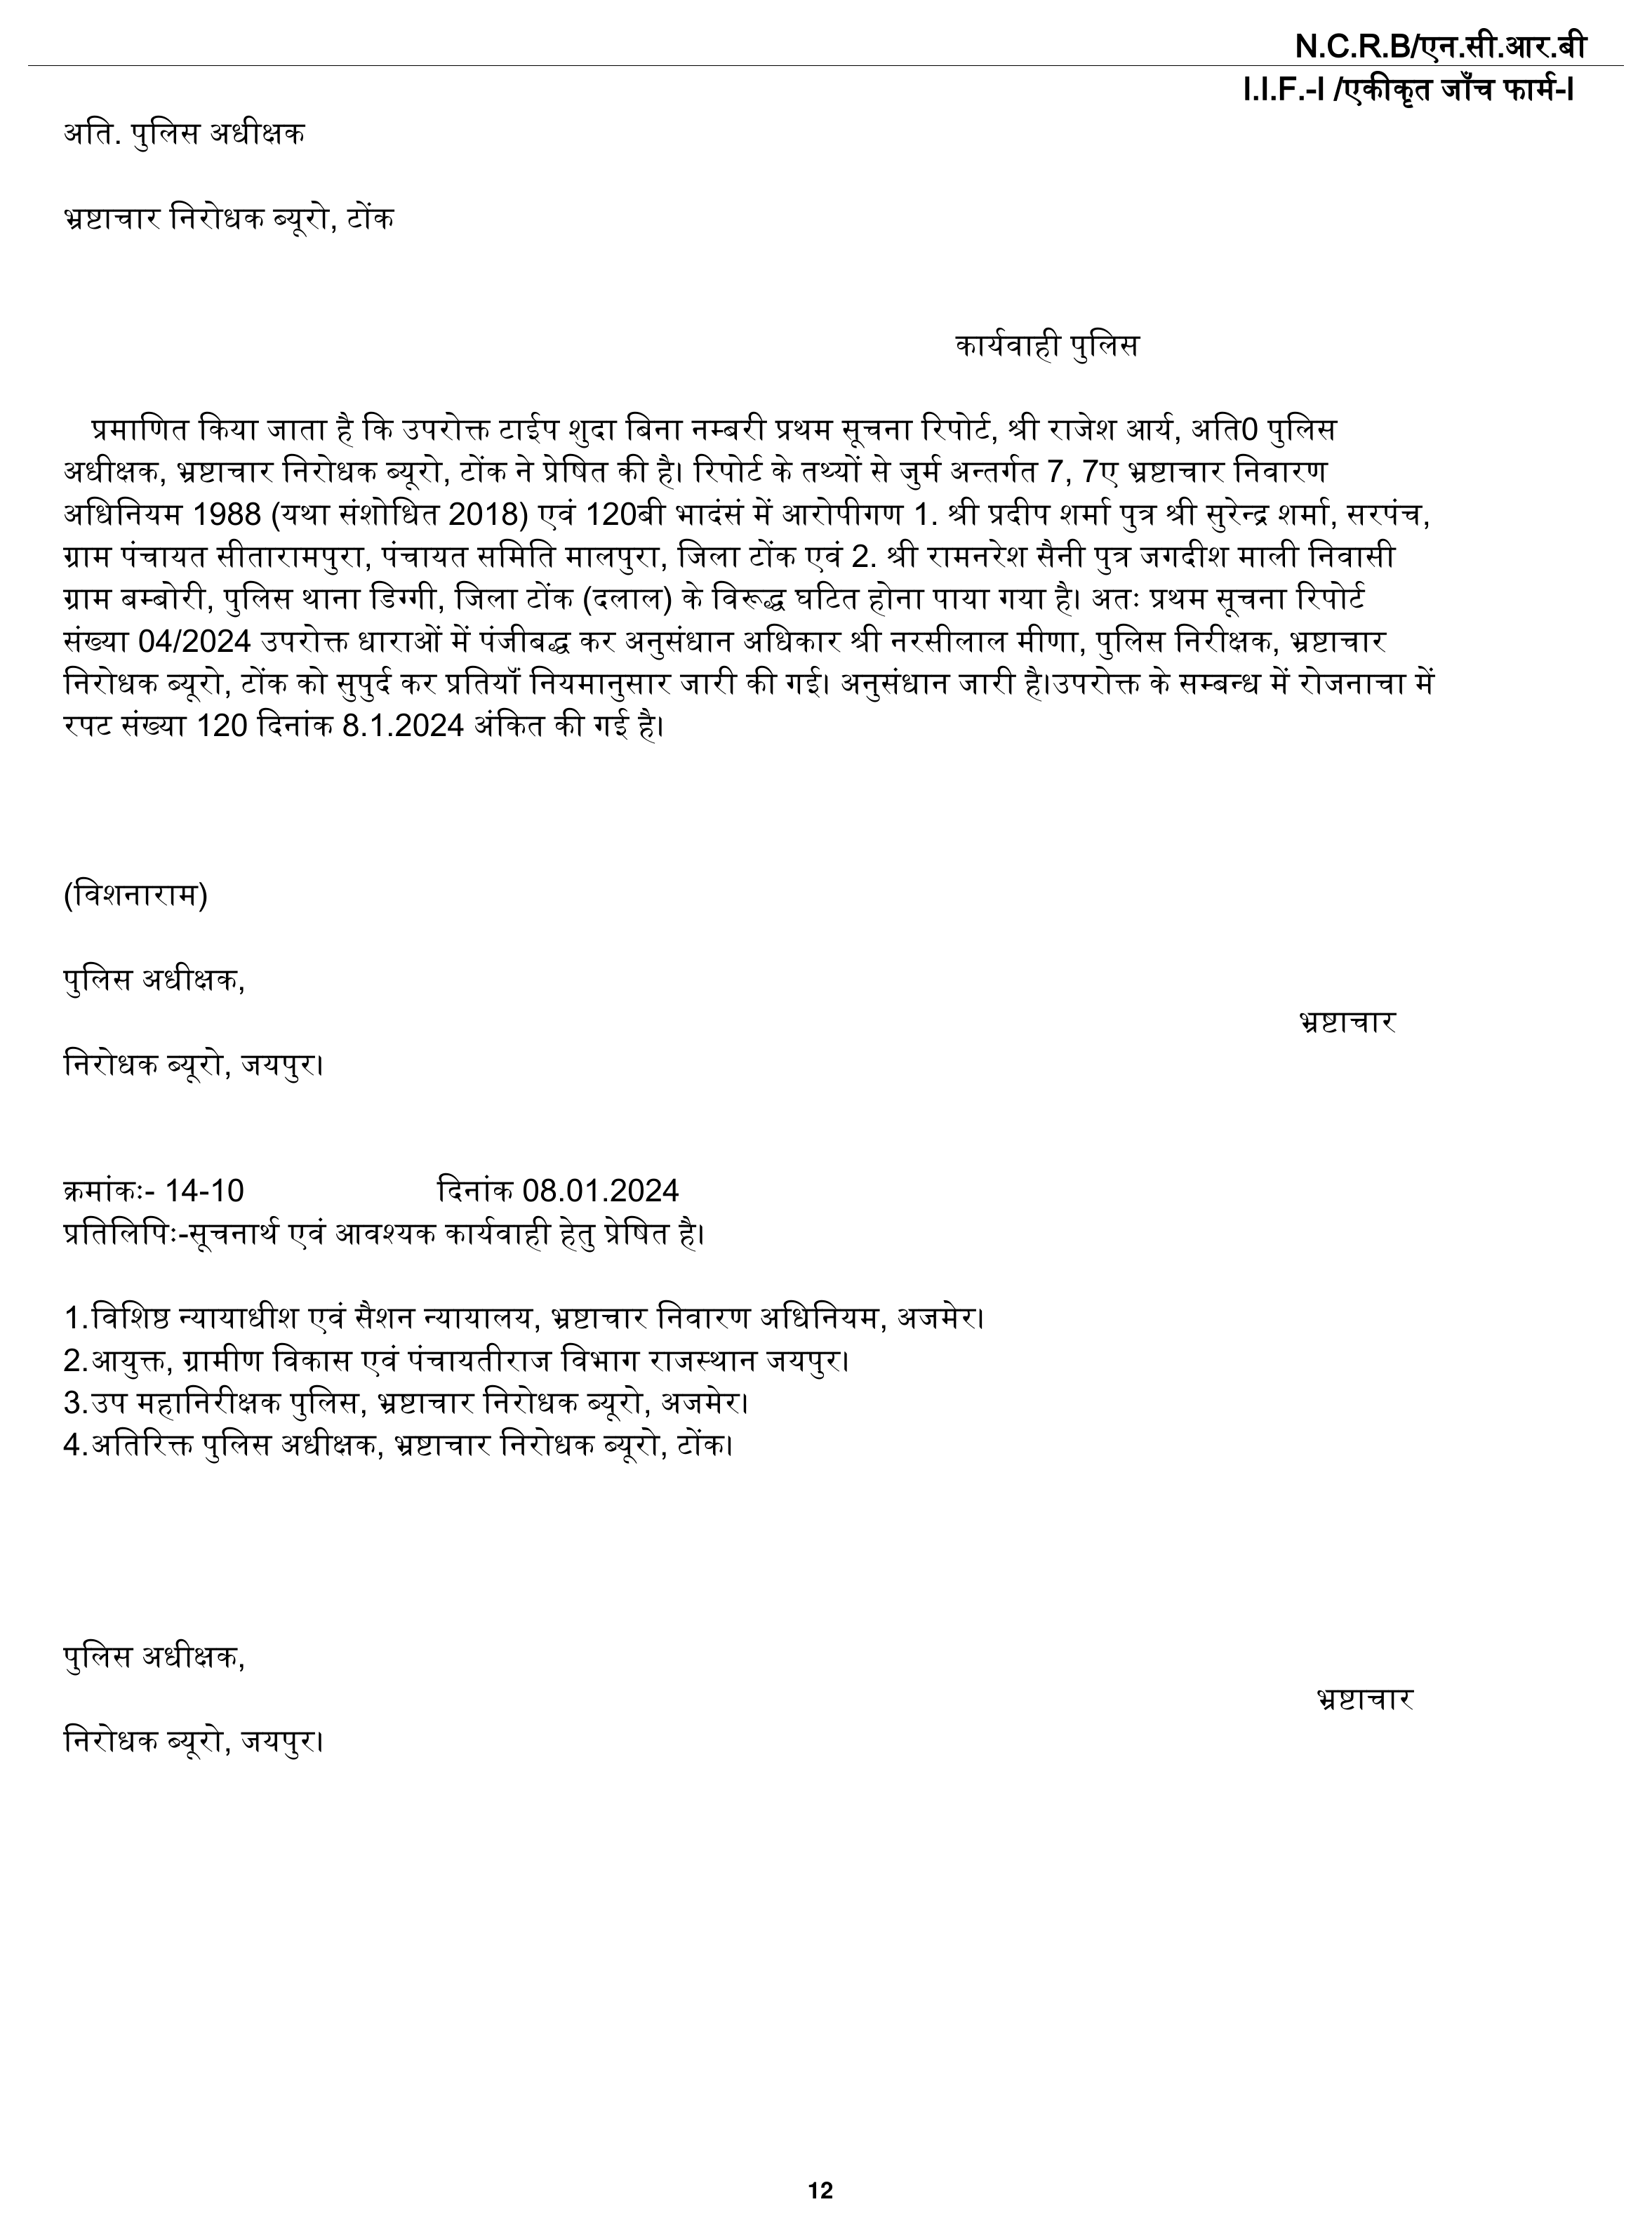 N.C.R.B/एन.सी.आर.बी
I.I.F.-I /एकीकृत जाँच फार्म-I
अति. पुलिस अधीक्षक
भ्रष्टाचार निरोधक ब्यूरो, टोंक
कार्यवाही पुलिस
प्रमाणित किया जाता है कि उपरोक्त टाईप शुदा बिना नम्बरी प्रथम सूचना रिपोर्ट, श्री राजेश आर्य, अति0 पुलिस
अधीक्षक, भ्रष्टाचार निरोधक ब्यूरो, टोंक ने प्रेषित की है। रिपोर्ट के तथ्यों से जुर्म अन्तर्गत 7, 7ए भ्रष्टाचार निवारण
अधिनियम 1988 (यथा संशोधित 2018) एवं 120बी भादंसं में आरोपीगण 1. श्री प्रदीप शर्मा पुत्र श्री सुरेन्द्र शर्मा, सरपंच,
ग्राम पंचायत सीतारामपुरा, पंचायत समिति मालपुरा, जिला टोंक एवं 2. श्री रामनरेश सैनी पुत्र जगदीश माली निवासी
ग्राम बम्बोरी, पुलिस थाना डिग्गी, जिला टोंक (दलाल) के विरूद्ध घटित होना पाया गया है। अतः प्रथम सूचना रिपोर्ट
संख्या 04/2024 उपरोक्त धाराओं में पंजीबद्ध कर अनुसंधान अधिकार श्री नरसीलाल मीणा, पुलिस निरीक्षक, भ्रष्टाचार
निरोधक ब्यूरो, टोंक को सुपुर्द कर प्रतियॉं नियमानुसार जारी की गई। अनुसंधान जारी है।उपरोक्त के सम्बन्ध में रोजनाचा में
रपट संख्या 120 दिनांक 8.1.2024 अंकित की गई है।
(विशनाराम)
पुलिस अधीक्षक,
भ्रष्टाचार
निरोधक ब्यूरो, जयपुर।
क्रमांकः- 14-10 दिनांक 08.01.2024
प्रतिलिपिः-सूचनार्थ एवं आवश्यक कार्यवाही हेतु प्रेषित है।
1.विशिष्ठ न्यायाधीश एवं सैशन न्यायालय, भ्रष्टाचार निवारण अधिनियम, अजमेर।
2.आयुक्त, ग्रामीण विकास एवं पंचायतीराज विभाग राजस्थान जयपुर।
3.उप महानिरीक्षक पुलिस, भ्रष्टाचार निरोधक ब्यूरो, अजमेर।
4.अतिरिक्त पुलिस अधीक्षक, भ्रष्टाचार निरोधक ब्यूरो, टोंक।
पुलिस अधीक्षक,
भ्रष्टाचार
निरोधक ब्यूरो, जयपुर।
12